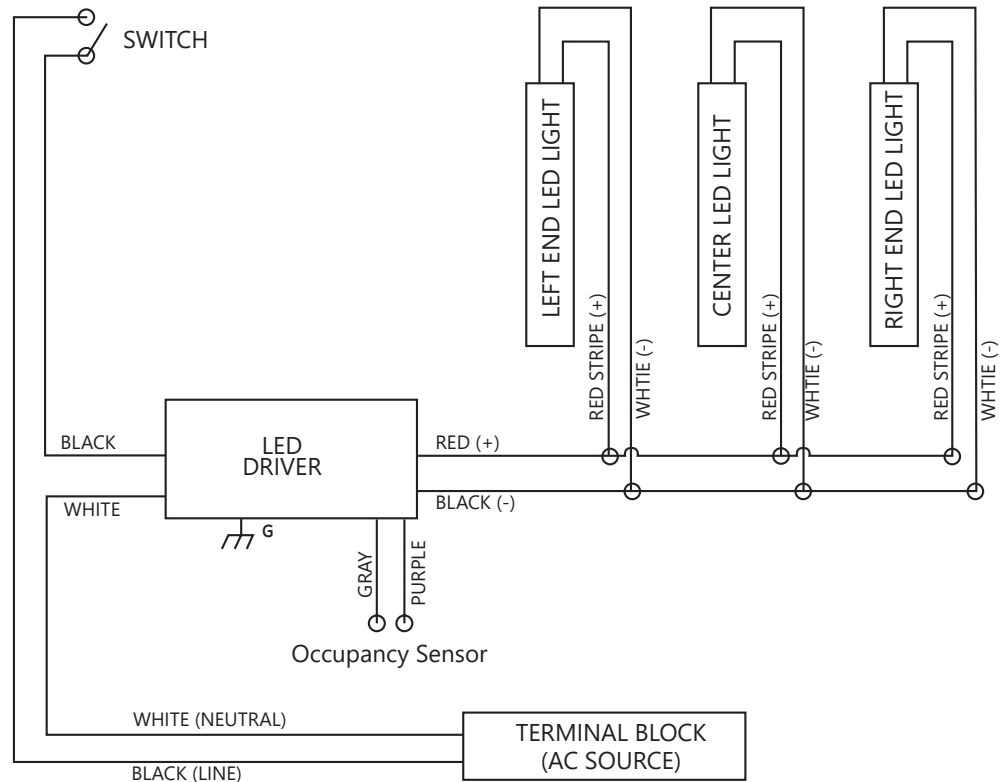 SWITCH
LEFT END LED LIGHT
CENTER LED LIGHT
RIGHT END LED LIGHT
RED STRIPE (+)
WHTIE (-)
RED STRIPE (+)
WHTIE (-)
RED STRIPE (+)
WHTIE (-)
BLACK
LED
DRIVER
RED (+)
WHITE
BLACK (-)
G
GRAY
PURPLE
Occupancy Sensor
WHITE (NEUTRAL)
TERMINAL BLOCK
(AC SOURCE)
BLACK (LINE)